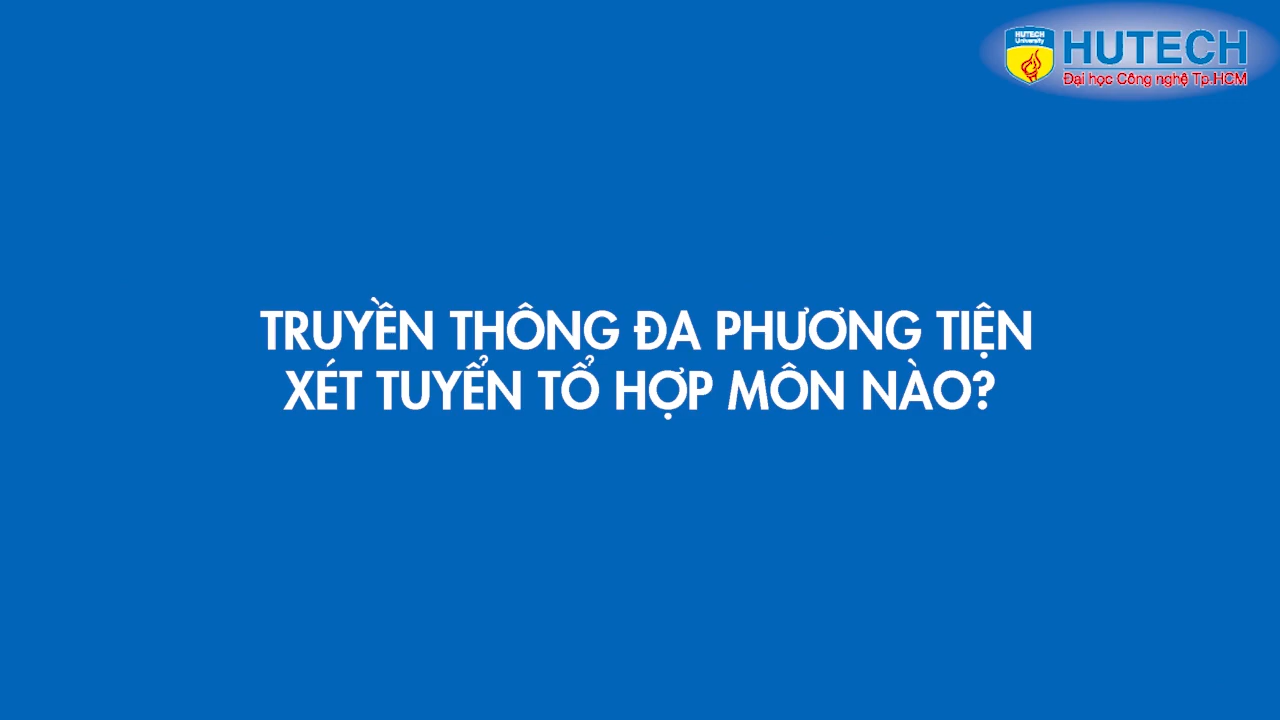 HUTECH
University
HUTECH
Đại học Công nghệ Tp.HCM
TRUYỀN THÔNG ĐA PHƯƠNG TIỆN
XÉT TUYỂN TỔ HỢP MÔN NÀO?